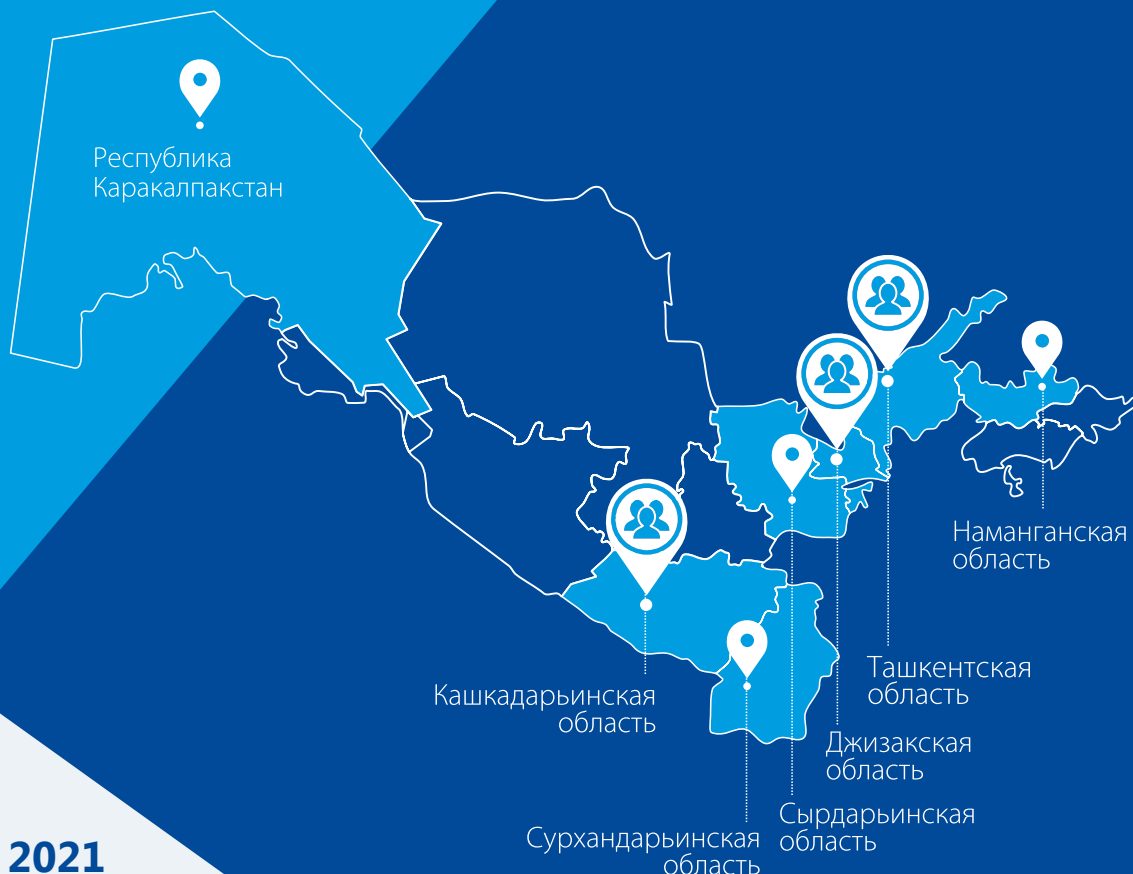 Республика
Каракалпакстан
Наманганская
область
Ташкентская
область
Кашкадарьинская
область
Джизакская
область
Сырдарьинская
область
Сурхандарьинская
область
2021